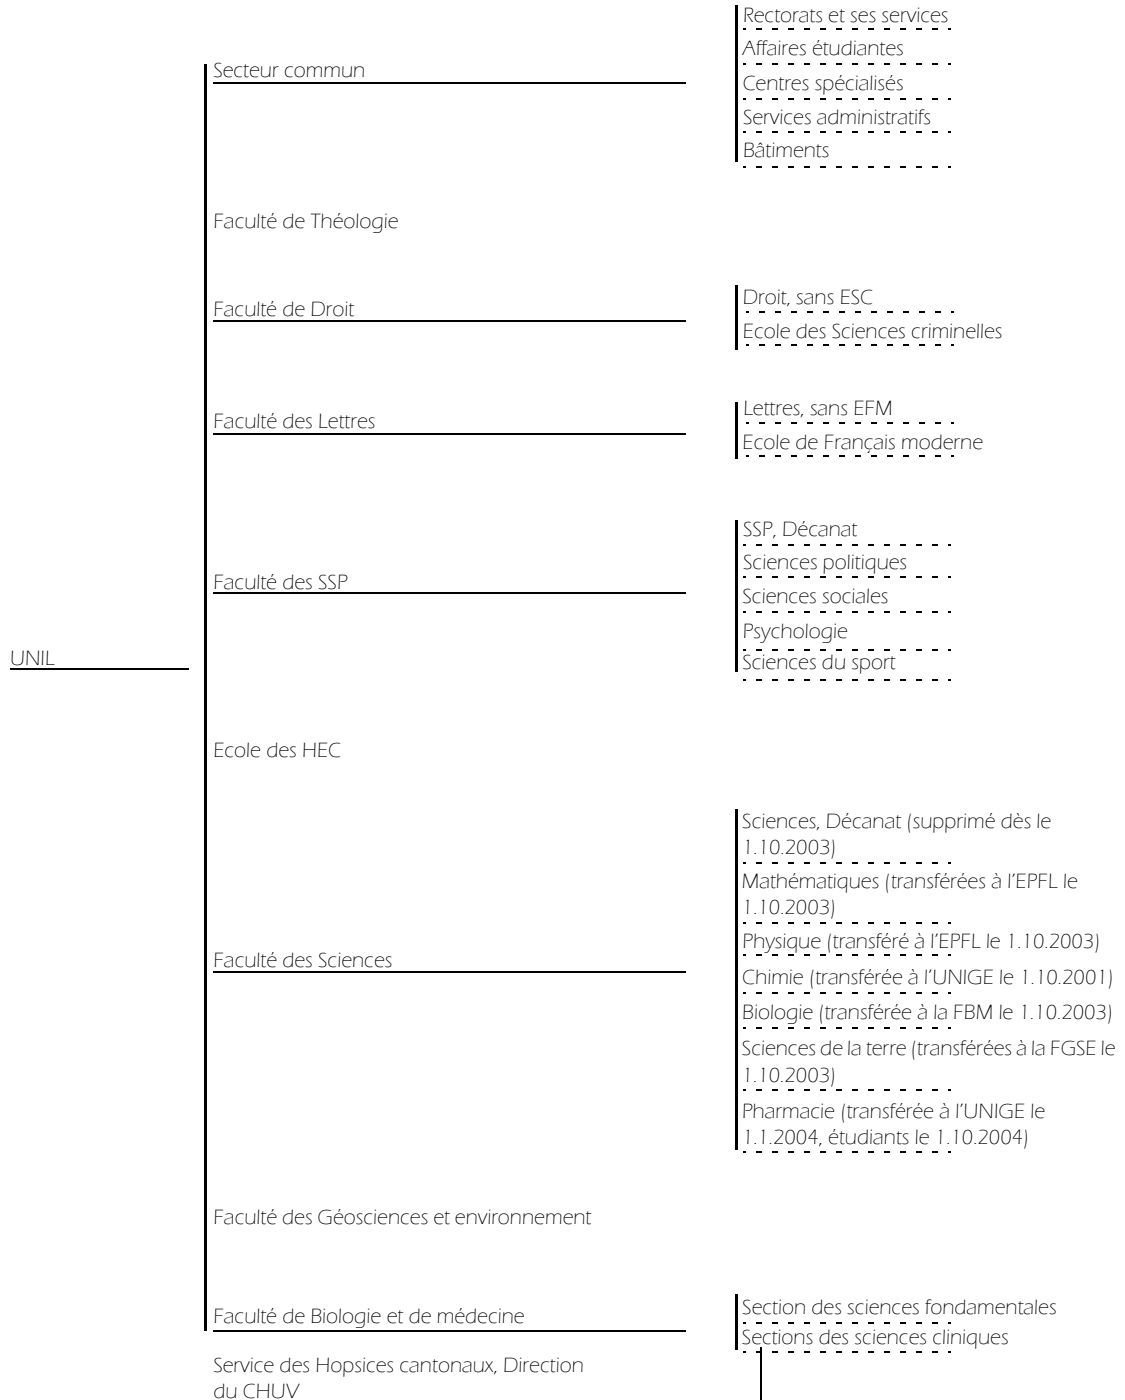 UNIL
Secteur commun
Rectorats et ses services
Affaires étudiantes
Centres spécialisés
Services administratifs
Bâtiments
Faculté de Théologie
Faculté de Droit
Droit, sans ESC
Ecole des Sciences criminelles
Faculté des Lettres
Lettres, sans EFM
Ecole de Français moderne
Faculté des SSP
SSP, Décanat
Sciences politiques
Sciences sociales
Psychologie
Sciences du sport
Ecole des HEC
Faculté des Sciences
Sciences, Décanat (supprimé dès le
1.10.2003)
Mathématiques (transférées à l'EPFL le
1.10.2003)
Physique (transféré à l'EPFL le 1.10.2003)
Chimie (transférée à l'UNIGE le 1.10.2001)
Biologie (transférée à la FBM le 1.10.2003)
Sciences de la terre (transférées à la FGSE le
1.10.2003)
Pharmacie (transférée à l'UNIGE le
1.1.2004, étudiants le 1.10.2004)
Faculté des Géosciences et environnement
Faculté de Biologie et de médecine
Section des sciences fondamentales
Sections des sciences cliniques
Service des Hopsices cantonaux, Direction
du CHUV